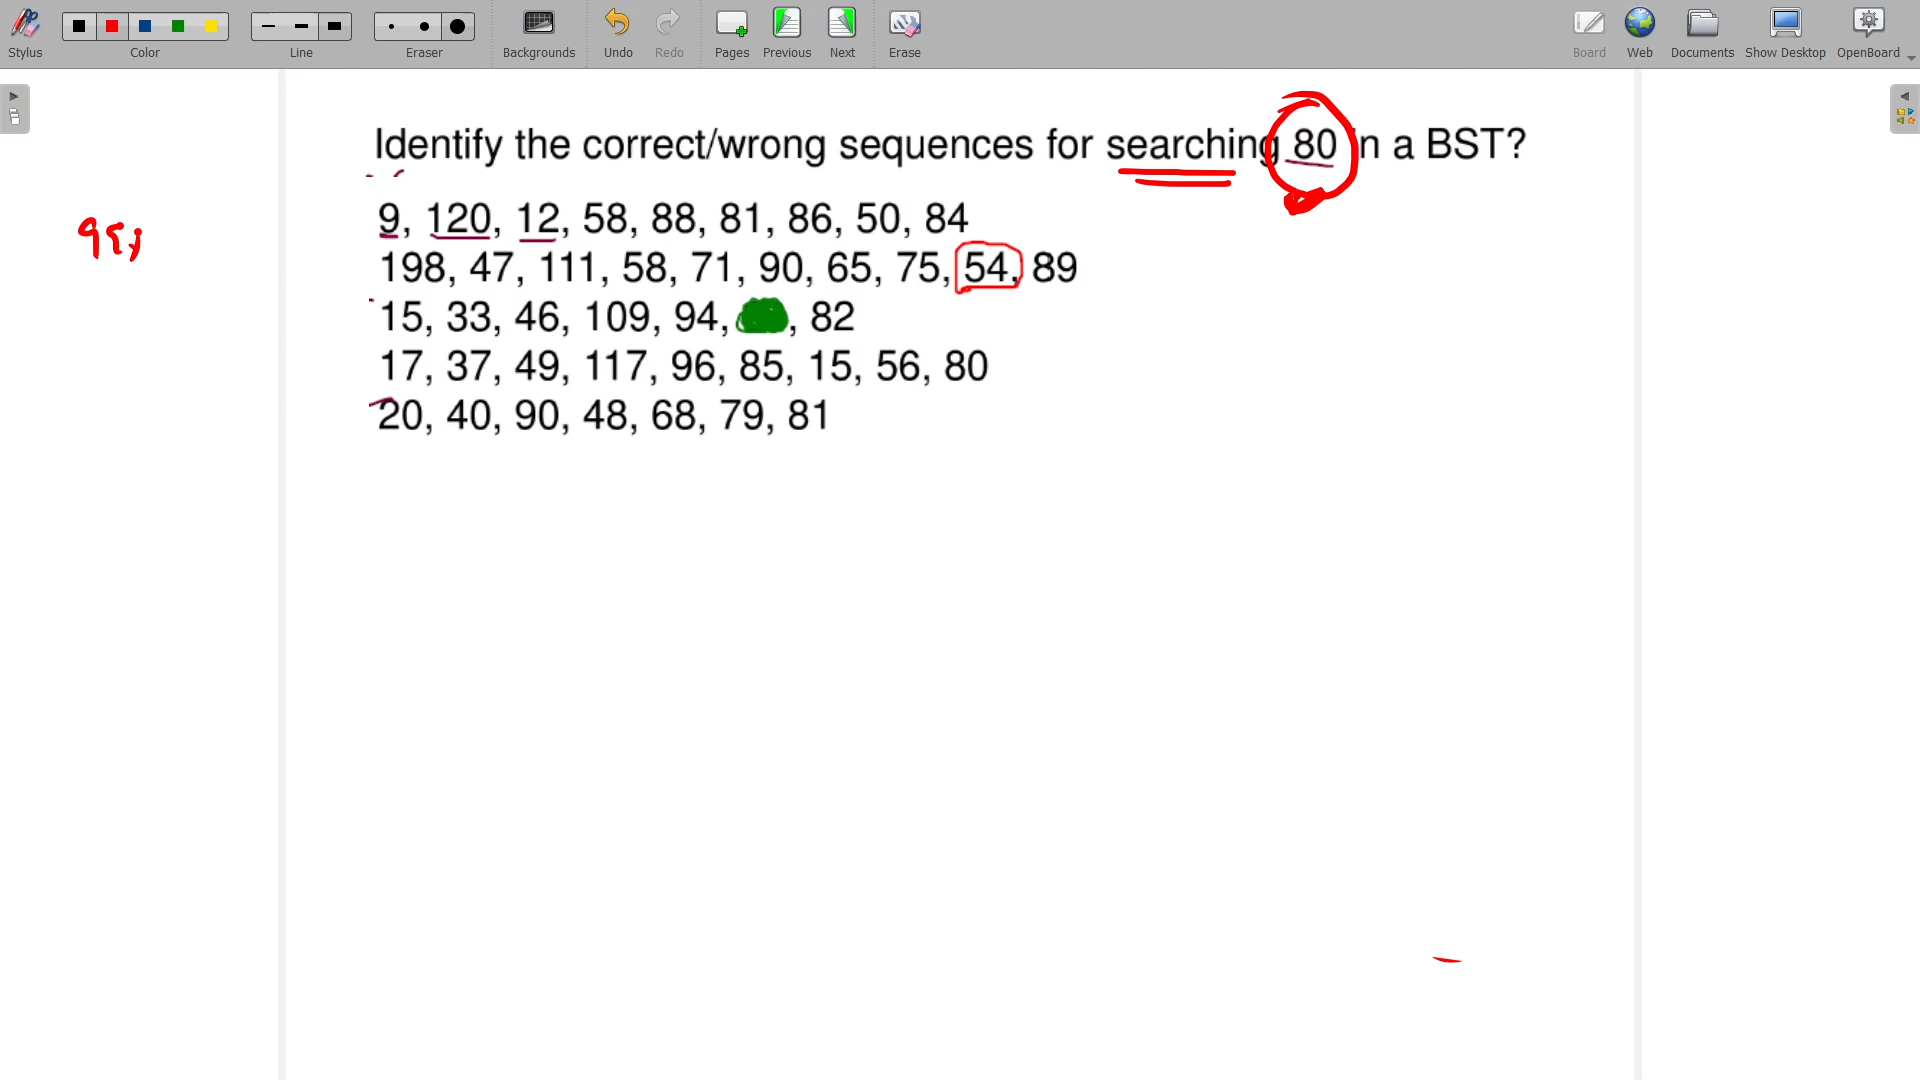 Stylus Color Line Eraser Backgrounds Undo Redo Pages Previous Next Erase Board Web Documents Show Desktop OpenBoard
Identify the correct/wrong sequences for searching 80 in a BST?
9, 120, 12, 58, 88, 81, 86, 50, 84
198, 47, 111, 58, 71, 90, 65, 75, 54, 89
15, 33, 46, 109, 94, , 82
17, 37, 49, 117, 96, 85, 15, 56, 80
20, 40, 90, 48, 68, 79, 81